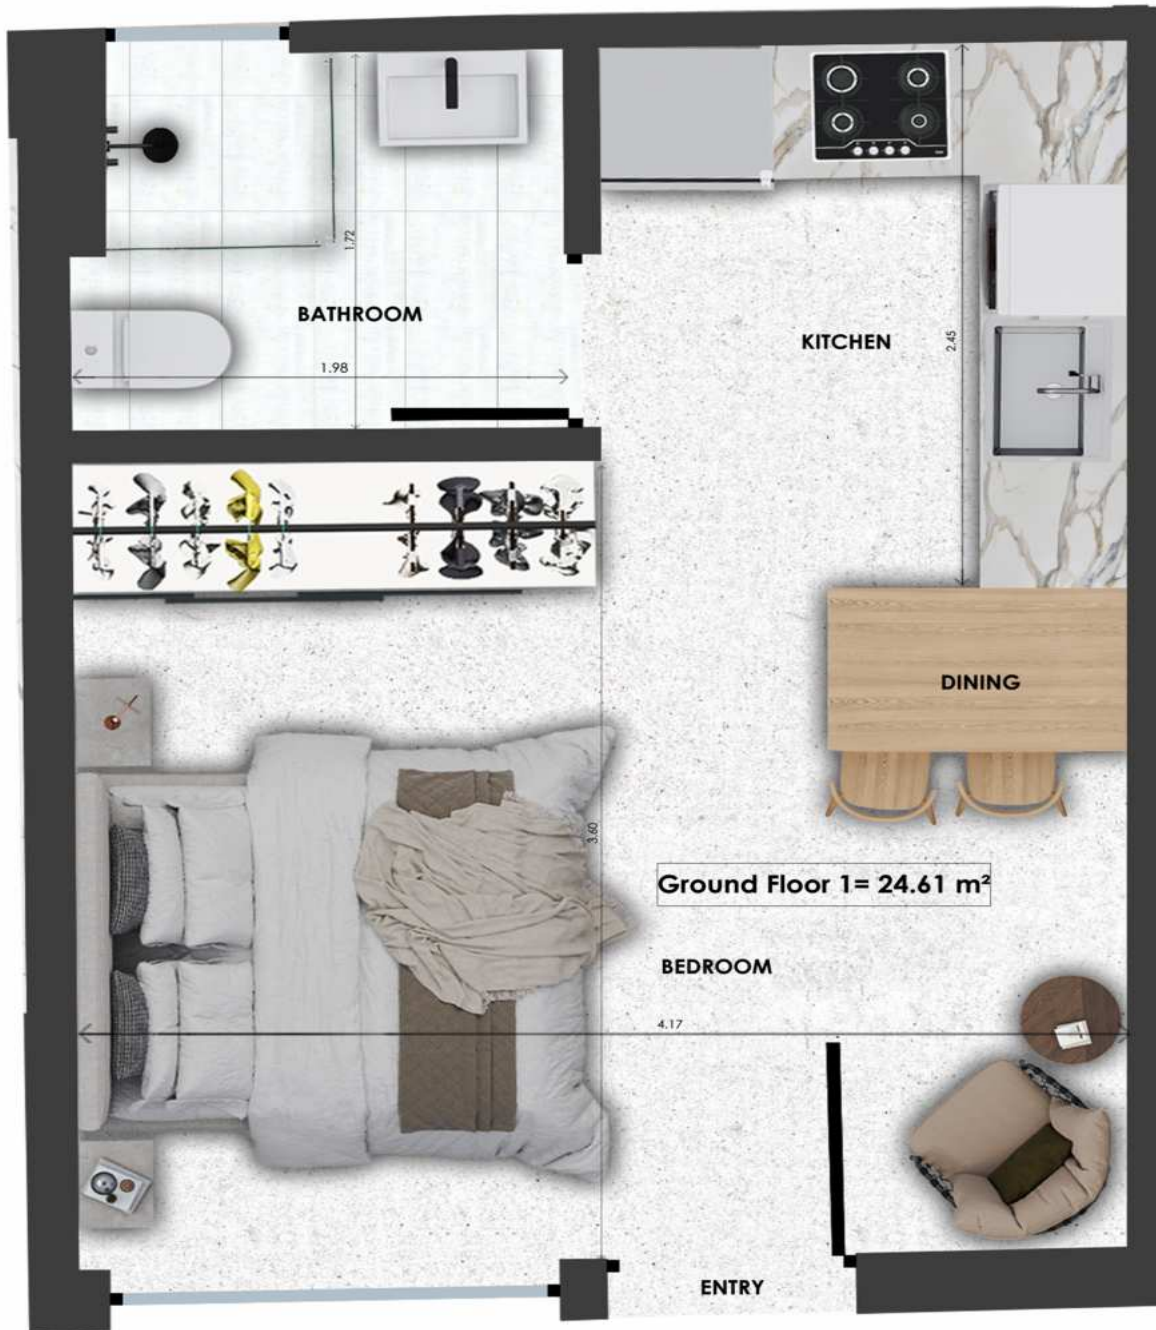 1.72
BATHROOM
1.98
KITCHEN
2.45
DINING
3.60
Ground Floor 1= 24.61 m²
BEDROOM
4.17
ENTRY